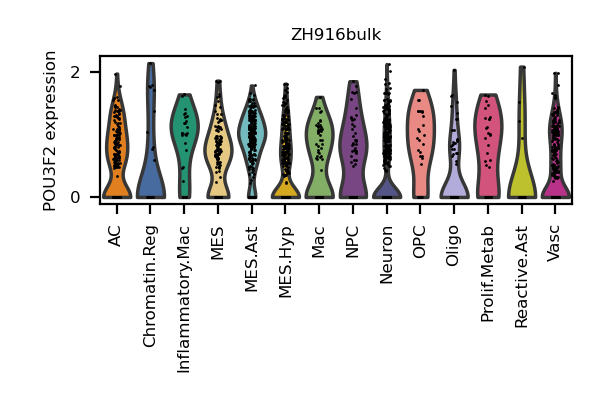 ZH916bulk
POU3F2 expression
2
0
AC
Chromatin.Reg
Inflammatory.Mac
MES
MES.Ast
MES.Hyp
Mac
NPC
Neuron
OPC
Oligo
Prolif.Metab
Reactive.Ast
Vasc